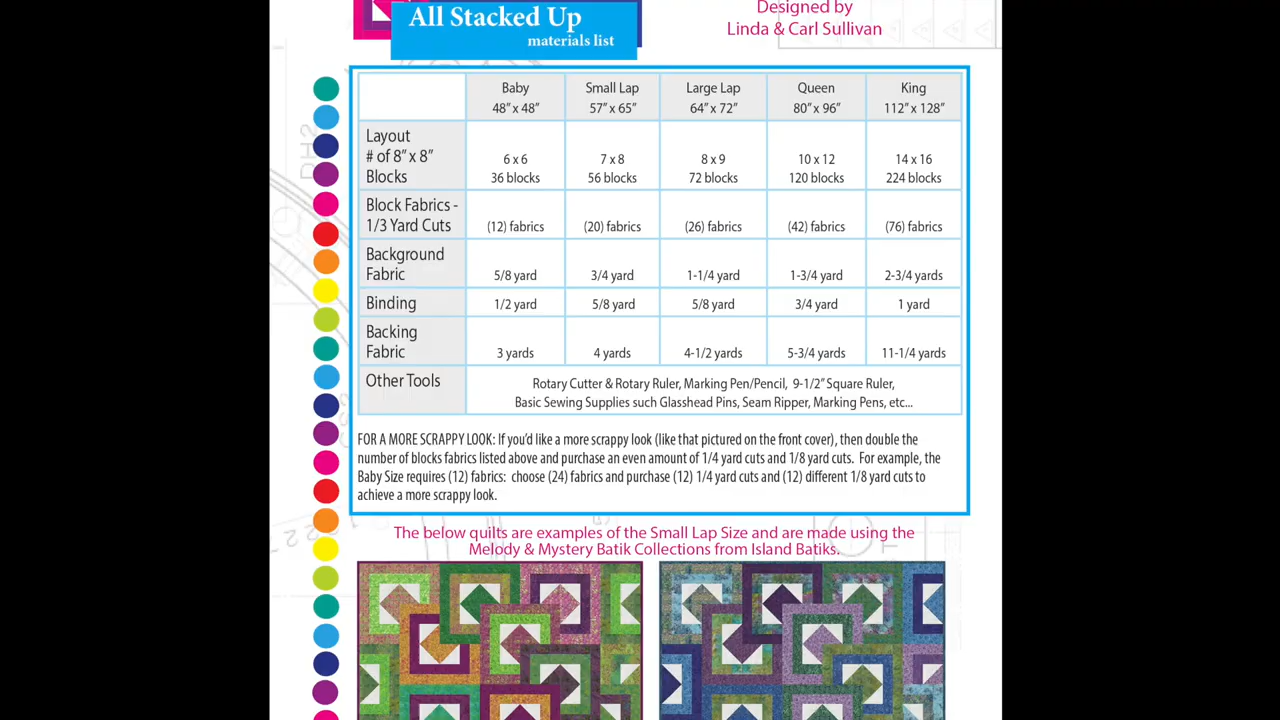 All Stacked Up
materials list
Designed by
Linda & Carl Sullivan
Baby Small Lap Large Lap Queen King
48” x 48” 57” x 65” 64” x 72” 80” x 96” 112” x 128”
Layout
# of 8” x 8”
Blocks
6 x 6 7 x 8 8 x 9 10 x 12 14 x 16
36 blocks 56 blocks 72 blocks 120 blocks 224 blocks
Block Fabrics -
1/3 Yard Cuts
(12) fabrics (20) fabrics (26) fabrics (42) fabrics (76) fabrics
Background
Fabric
5/8 yard 3/4 yard 1-1/4 yard 1-3/4 yard 2-3/4 yards
Binding 1/2 yard 5/8 yard 5/8 yard 3/4 yard 1 yard
Backing
Fabric
3 yards 4 yards 4-1/2 yards 5-3/4 yards 11-1/4 yards
Other Tools
Rotary Cutter & Rotary Ruler, Marking Pen/Pencil, 9-1/2” Square Ruler,
Basic Sewing Supplies such Glasshead Pins, Seam Ripper, Marking Pens, etc...
FOR A MORE SCRAPPY LOOK: If you’d like a more scrappy look (like that pictured on the front cover), then double the
number of blocks fabrics listed above and purchase an even amount of 1/4 yard cuts and 1/8 yard cuts. For example, the
Baby Size requires (12) fabrics: choose (24) fabrics and purchase (12) 1/4 yard cuts and (12) different 1/8 yard cuts to
achieve a more scrappy look.
The below quilts are examples of the Small Lap Size and are made using the
Melody & Mystery Batik Collections from Island Batiks.